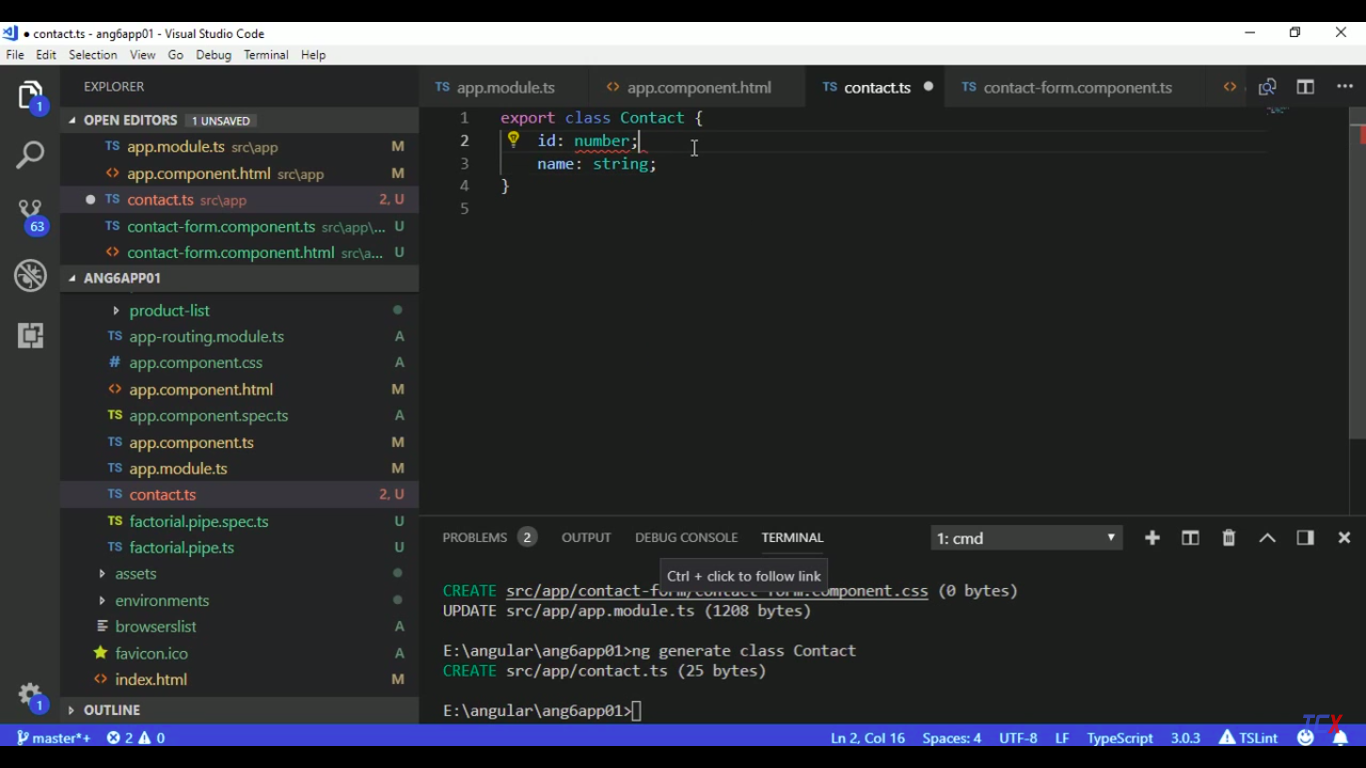 ● contact.ts - ang6app01 - Visual Studio Code
File Edit Selection View Go Debug Terminal Help
EXPLORER
1
OPEN EDITORS 1 UNSAVED
TS app.module.ts src\app M
<> app.component.html src\app M
● TS contact.ts src\app 2, U
63
TS contact-form.component.ts src\app\... U
<> contact-form.component.html src\a... U
ANG6APP01
product-list
TS app-routing.module.ts A
# app.component.css A
<> app.component.html M
TS app.component.spec.ts A
TS app.component.ts M
TS app.module.ts M
TS contact.ts 2, U
TS factorial.pipe.spec.ts U
TS factorial.pipe.ts U
assets
environments
browserslist A
favicon.ico A
<> index.html M
1
OUTLINE
TS app.module.ts <> app.component.html TS contact.ts ● TS contact-form.component.ts <>
1 export class Contact {
2 id: number;
3 name: string;
4 }
5
PROBLEMS 2 OUTPUT DEBUG CONSOLE TERMINAL 1: cmd
Ctrl + click to follow link
CREATE src/app/contact-form/contact-form.component.css (0 bytes)
UPDATE src/app/app.module.ts (1208 bytes)
E:\angular\ang6app01>ng generate class Contact
CREATE src/app/contact.ts (25 bytes)
E:\angular\ang6app01>
TCX
master*+ 2 0 Ln 2, Col 16 Spaces: 4 UTF-8 LF TypeScript 3.0.3 TSLint